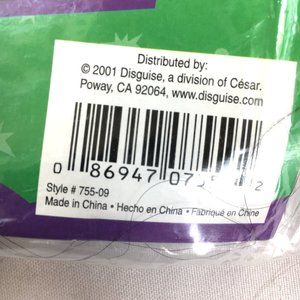 Distributed by:
© 2001 Disguise, a division of César.
Poway, CA 92064, www.disguise.com
0 86947 07 2
Style # 755-09
Made in China • Hecho en China • Fabriqué en Chine